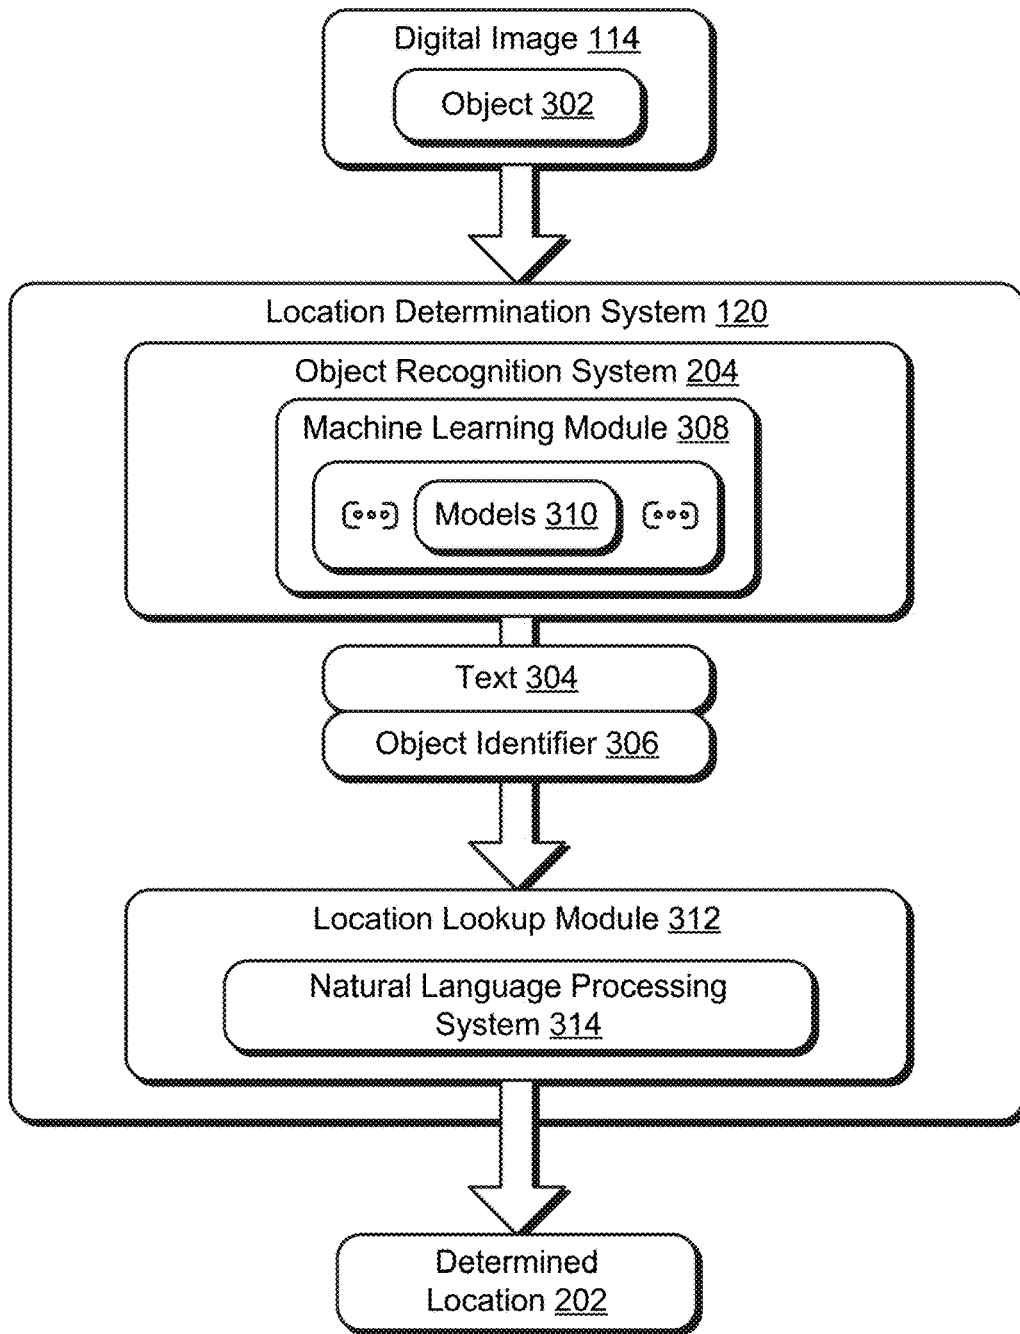 Digital Image 114
Object 302
Location Determination System 120
Object Recognition System 204
Machine Learning Module 308
Models 310
Text 304
Object Identifier 306
Location Lookup Module 312
Natural Language Processing
System 314
Determined
Location 202